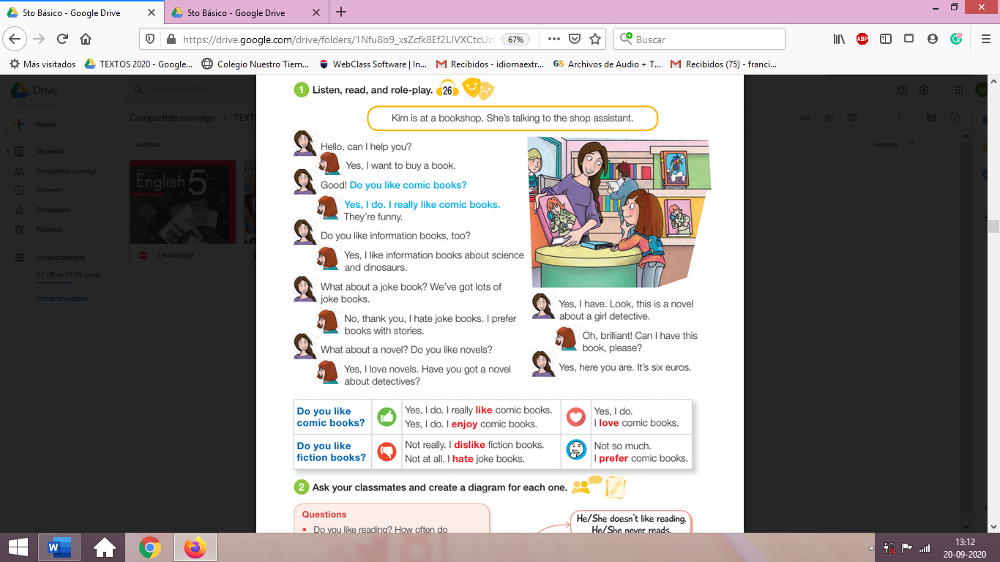 5to Básico - Google Drive
5to Básico - Google Drive
https://drive.google.com/drive/folders/1Nfu8b9_xsZcfk8Ef2LIVXCtcUz
67%
Buscar
Más visitados
TEXTOS 2020 - Google...
Colegio Nuestro Tiem...
WebClass Software | In...
Recibidos - idiomaextr...
Archivos de Audio + T...
Recibidos (75) - franci...
Drive
Buscar en Drive
Nuevo
Compartido conmigo > TEXTO
Mi unidad
Compartido conmigo
Reciente
Destacados
Papelera
Almacenamiento
6,7 GB de 15 GB usado
Comprar espacio
Archivos
English 5
5 Activity.pdf
Nombre
1 Listen, read, and role-play. 26
Kim is at a bookshop. She's talking to the shop assistant.
Hello. can I help you?
Yes, I want to buy a book.
Good! Do you like comic books?
Yes, I do. I really like comic books.
They're funny.
Do you like information books, too?
Yes, I like information books about science
and dinosaurs.
What about a joke book? We've got lots of
joke books.
No, thank you, I hate joke books. I prefer
books with stories.
What about a novel? Do you like novels?
Yes, I love novels. Have you got a novel
about detectives?
Yes, I have. Look, this is a novel
about a girl detective.
Oh, brilliant! Can I have this
book, please?
Yes, here you are. It's six euros.
Do you like
comic books?
Yes, I do. I really like comic books.
Yes, I do. I enjoy comic books.
Yes, I do.
I love comic books.
Do you like
fiction books?
Not really. I dislike fiction books.
Not at all. I hate joke books.
Not so much.
I prefer comic books.
2 Ask your classmates and create a diagram for each one.
Questions
• Do you like reading? How often do
He/She doesn't like reading.
He/She never reads.
13:12
20-09-2020